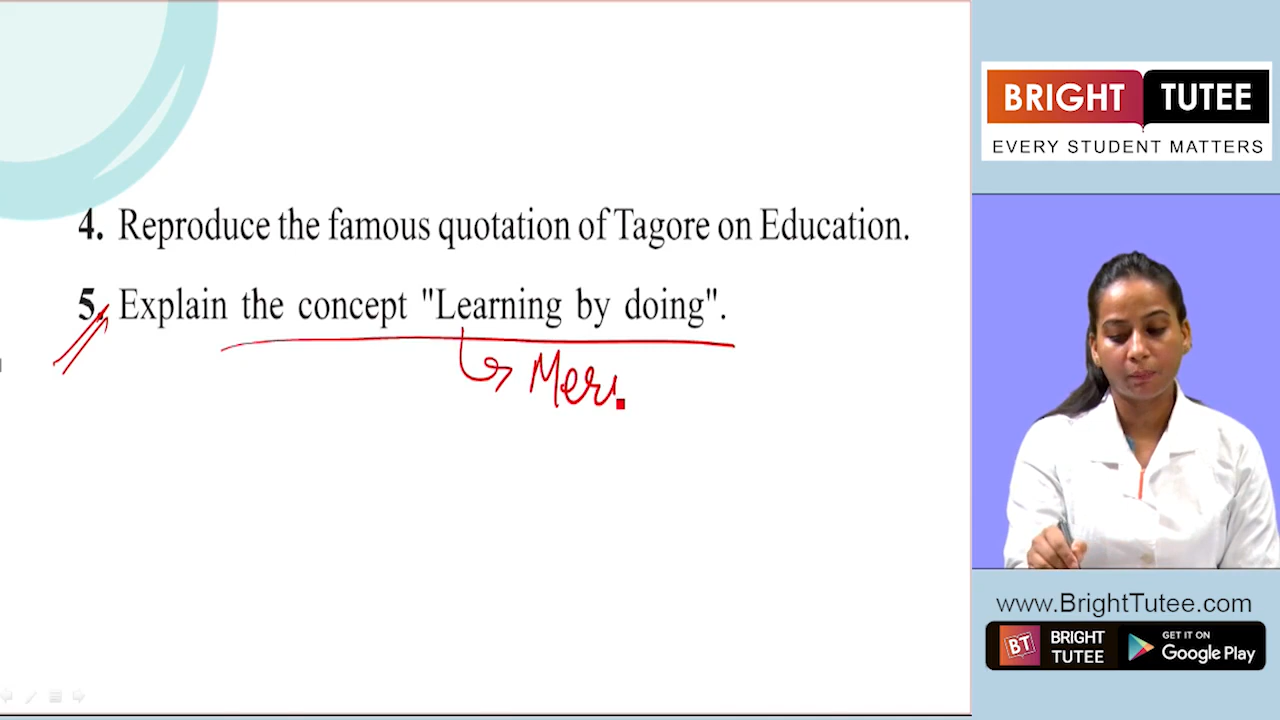 4. Reproduce the famous quotation of Tagore on Education.
5. Explain the concept "Learning by doing".
BRIGHT TUTEE
EVERY STUDENT MATTERS
www.BrightTutee.com
BT BRIGHT TUTEE
GET IT ON Google Play